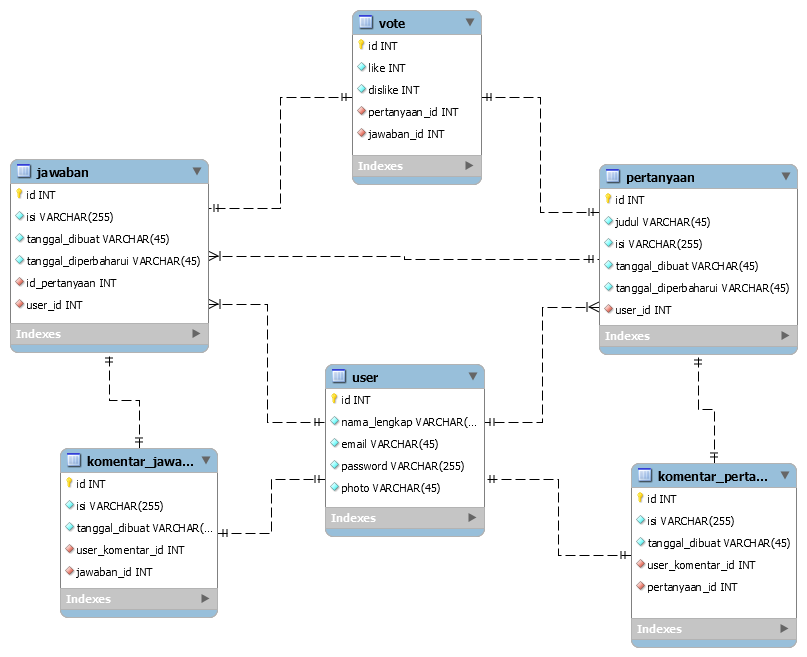 vote
id INT
like INT
dislike INT
pertanyaan_id INT
jawaban_id INT
Indexes
jawaban
id INT
isi VARCHAR(255)
tanggal_dibuat VARCHAR(45)
tanggal_diperbaharui VARCHAR(45)
id_pertanyaan INT
user_id INT
Indexes
pertanyaan
id INT
judul VARCHAR(45)
isi VARCHAR(255)
tanggal_dibuat VARCHAR(45)
tanggal_diperbaharui VARCHAR(45)
user_id INT
Indexes
user
id INT
nama_lengkap VARCHAR(...
email VARCHAR(45)
password VARCHAR(255)
photo VARCHAR(45)
Indexes
komentar_jawa...
id INT
isi VARCHAR(255)
tanggal_dibuat VARCHAR(...
user_komentar_id INT
jawaban_id INT
Indexes
komentar_perta...
id INT
isi VARCHAR(255)
tanggal_dibuat VARCHAR(45)
user_komentar_id INT
pertanyaan_id INT
Indexes